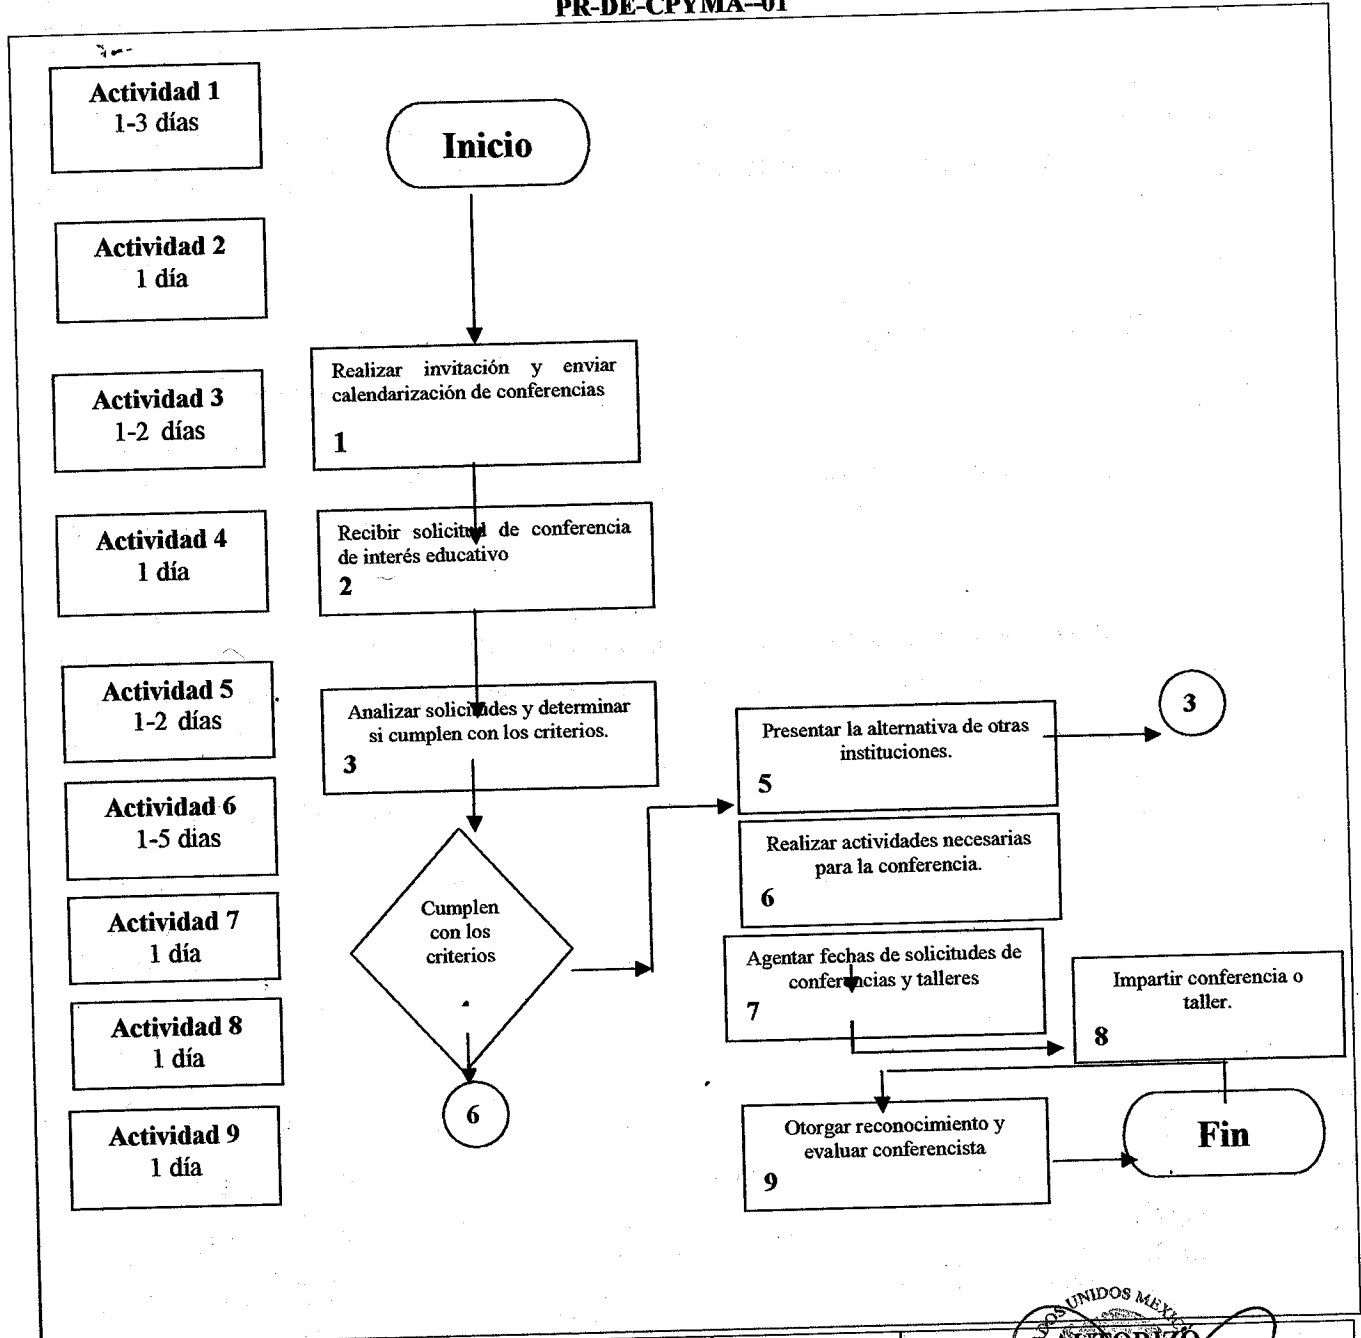 PR-DE-CPYMA--01
Actividad 1
1-3 días
Inicio
Actividad 2
1 día
Actividad 3
1-2 días
Realizar invitación y enviar
calendarización de conferencias
1
Actividad 4
1 día
Recibir solicitud de conferencia
de interés educativo
2
Actividad 5
1-2 días
Analizar solicitudes y determinar
si cumplen con los criterios.
3
Presentar la alternativa de otras
instituciones.
5
3
Actividad 6
1-5 dias
Realizar actividades necesarias
para la conferencia.
6
Actividad 7
1 día
Cumplen
con los
criterios
Agentar fechas de solicitudes de
conferencias y talleres
7
Impartir conferencia o
taller.
8
Actividad 8
1 día
6
Actividad 9
1 día
Otorgar reconocimiento y
evaluar conferencista
9
Fin
UNIDOS